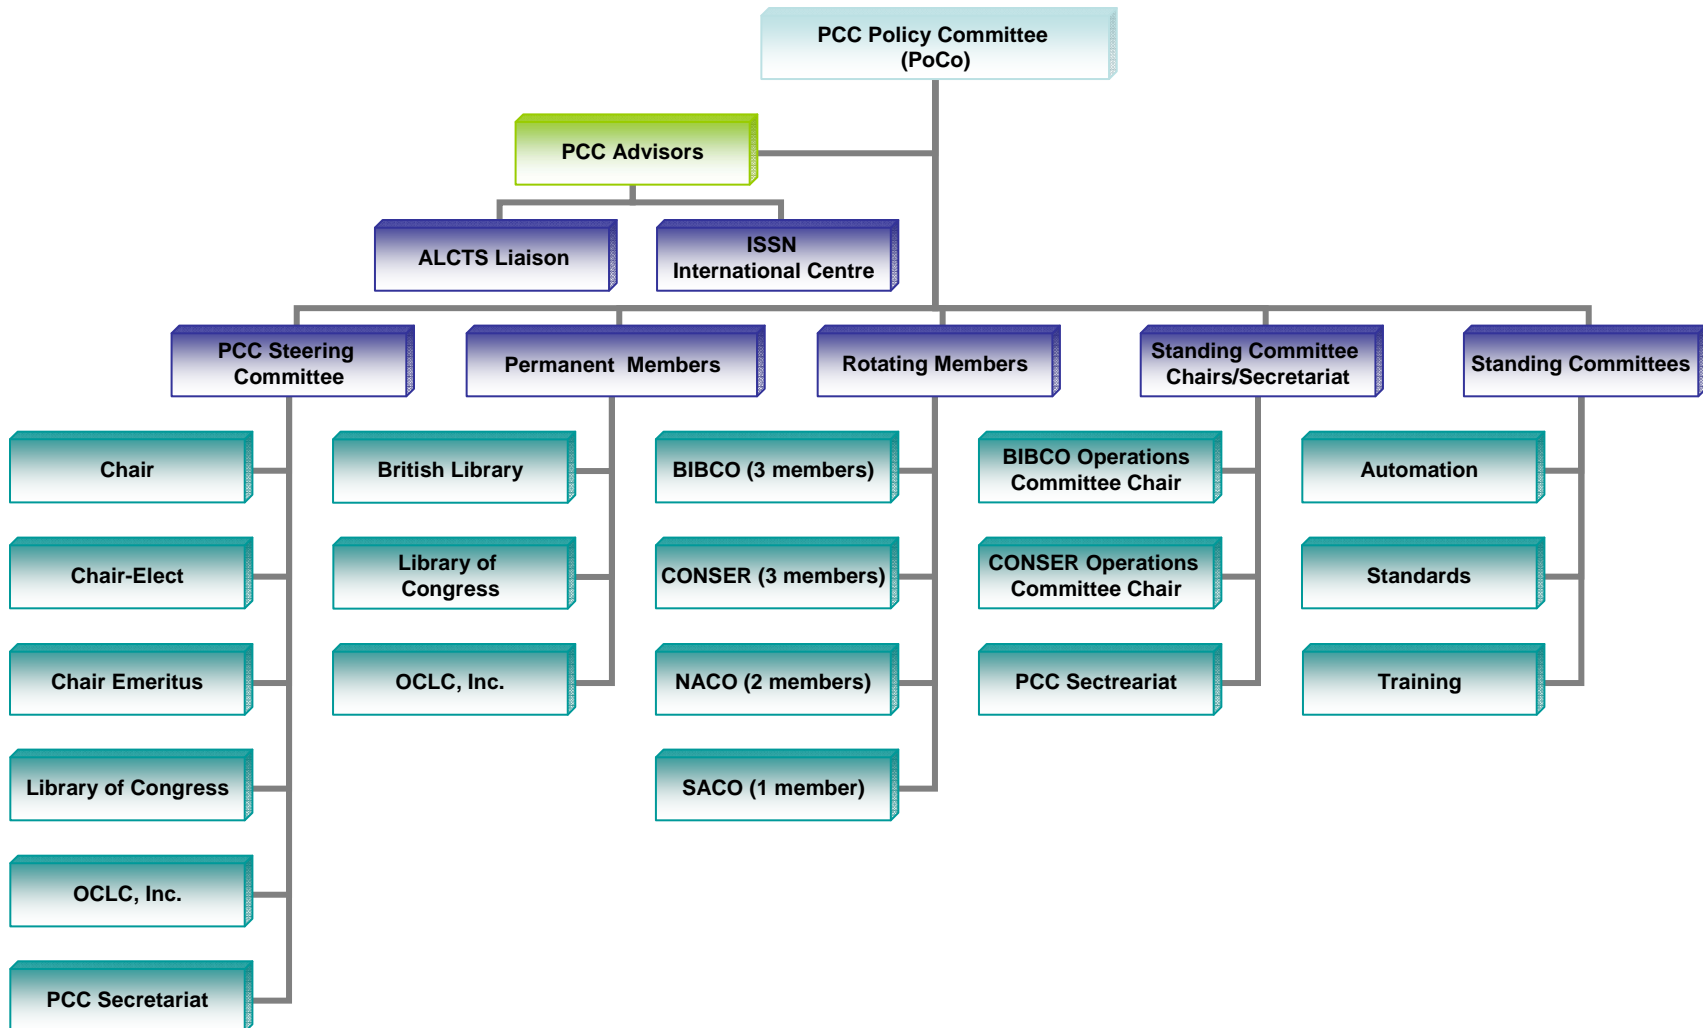 PCC Policy Committee
(PoCo)
PCC Advisors
ALCTS Liaison
ISSN
International Centre
PCC Steering
Committee
Permanent Members
Rotating Members
Standing Committee
Chairs/Secretariat
Standing Committees
Chair
Chair-Elect
Chair Emeritus
Library of Congress
OCLC, Inc.
PCC Secretariat
British Library
Library of
Congress
OCLC, Inc.
BIBCO (3 members)
CONSER (3 members)
NACO (2 members)
SACO (1 member)
BIBCO Operations
Committee Chair
CONSER Operations
Committee Chair
PCC Sectreariat
Automation
Standards
Training